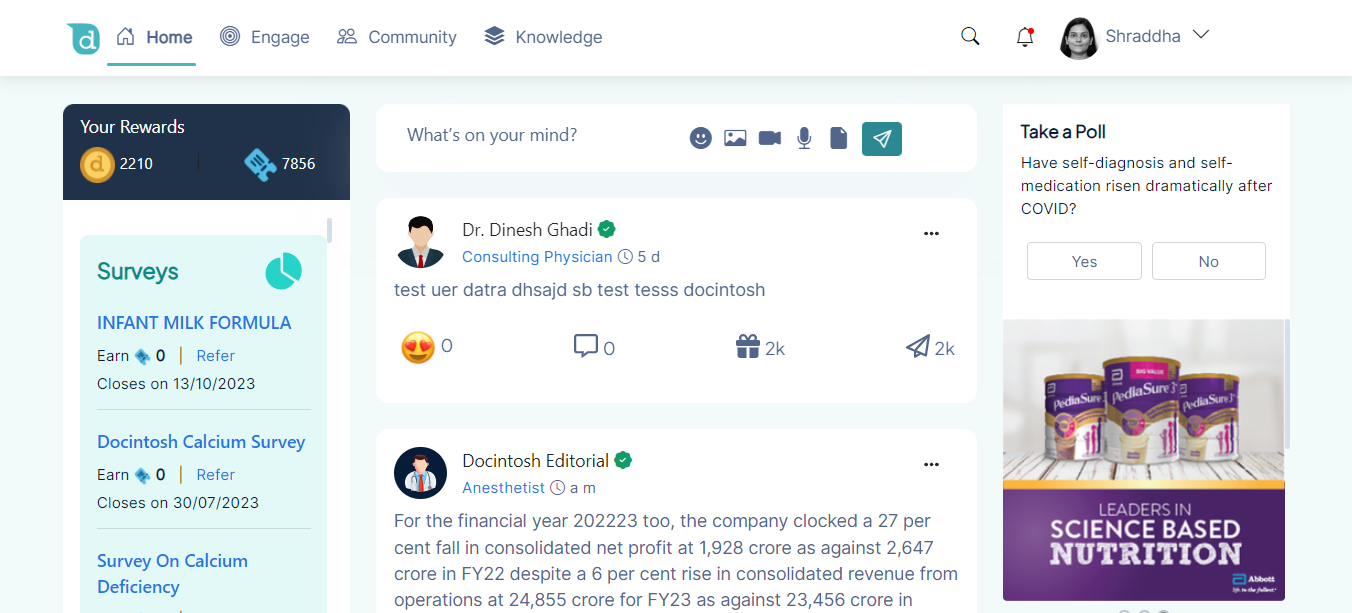 d
Home
Engage
Community
Knowledge
Shraddha
Your Rewards
d 2210
7856
Surveys
INFANT MILK FORMULA
Earn 0 | Refer
Closes on 13/10/2023
Docintosh Calcium Survey
Earn 0 | Refer
Closes on 30/07/2023
Survey On Calcium
Deficiency
What's on your mind?
Dr. Dinesh Ghadi
Consulting Physician 5 d
test uer datra dhsajd sb test tesss docintosh
0
0
2k
2k
Docintosh Editorial
Anesthetist a m
For the financial year 202223 too, the company clocked a 27 per
cent fall in consolidated net profit at 1,928 crore as against 2,647
crore in FY22 despite a 6 per cent rise in consolidated revenue from
operations at 24,855 crore for FY23 as against 23,456 crore in
Take a Poll
Have self-diagnosis and self-
medication risen dramatically after
COVID?
Yes
No
BIG VALUE
PediaSure 3+
PediaSure 3+
PediaSure 3+
LEADERS IN
SCIENCE BASED
NUTRITION
Abbott
life to the fullest®